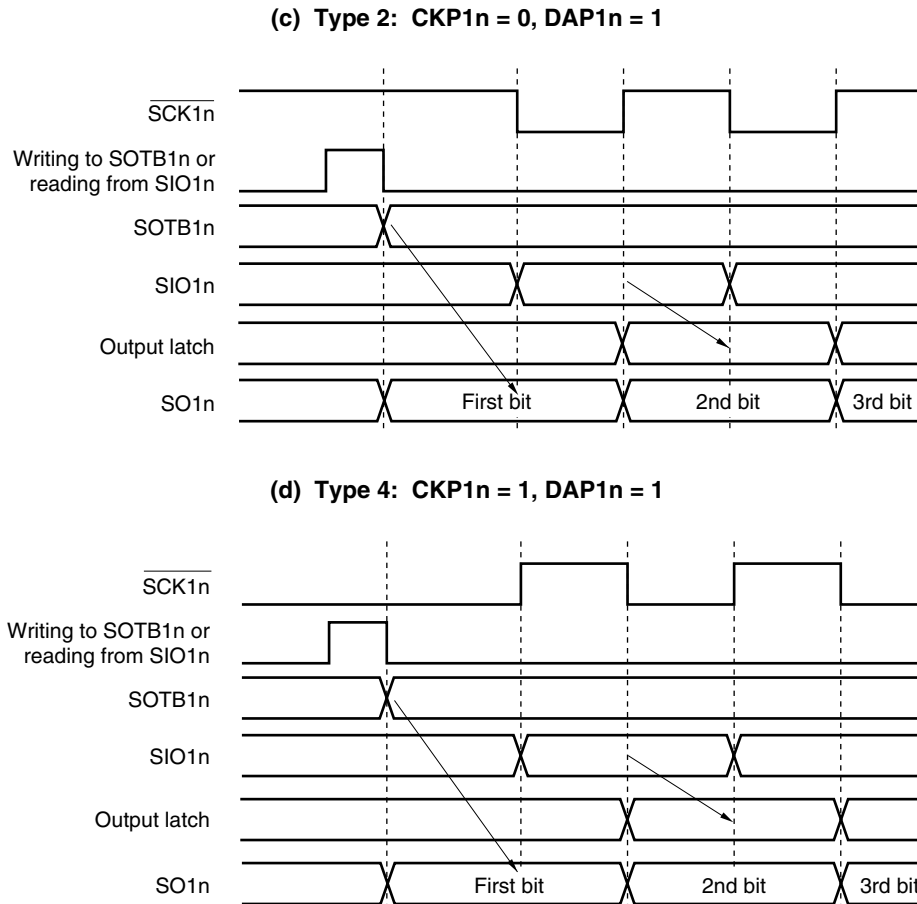 (c) Type 2: CKP1n = 0, DAP1n = 1
SCK1n
Writing to SOTB1n or
reading from SIO1n
SOTB1n
SIO1n
Output latch
SO1n
First bit
2nd bit
3rd bit
(d) Type 4: CKP1n = 1, DAP1n = 1
SCK1n
Writing to SOTB1n or
reading from SIO1n
SOTB1n
SIO1n
Output latch
SO1n
First bit
2nd bit
3rd bit